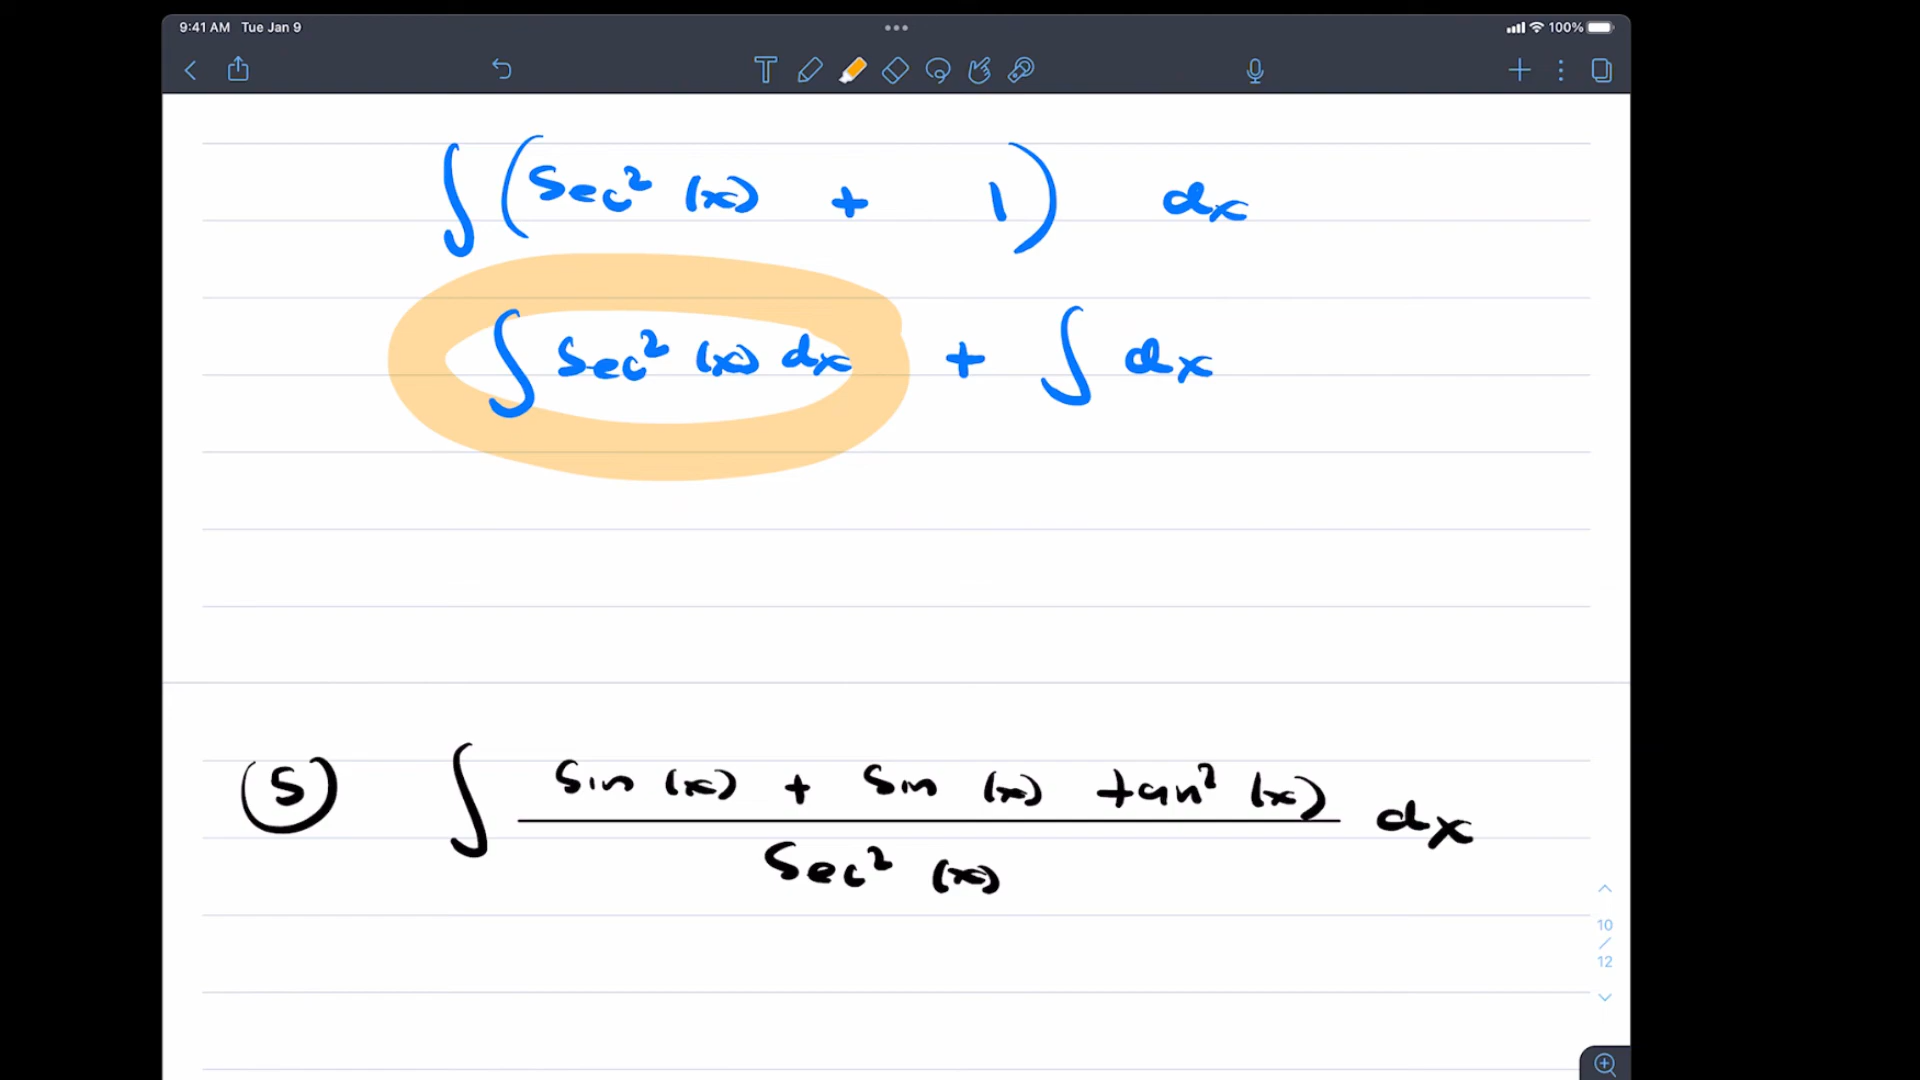 9:41 AM Tue Jan 9 100%
∫ (sec² (x) + 1) dx
∫ sec² (x) dx + ∫ dx
(5) ∫ (sin (x) + sin (x) tan² (x)) / (sec² (x)) dx
10
/
12